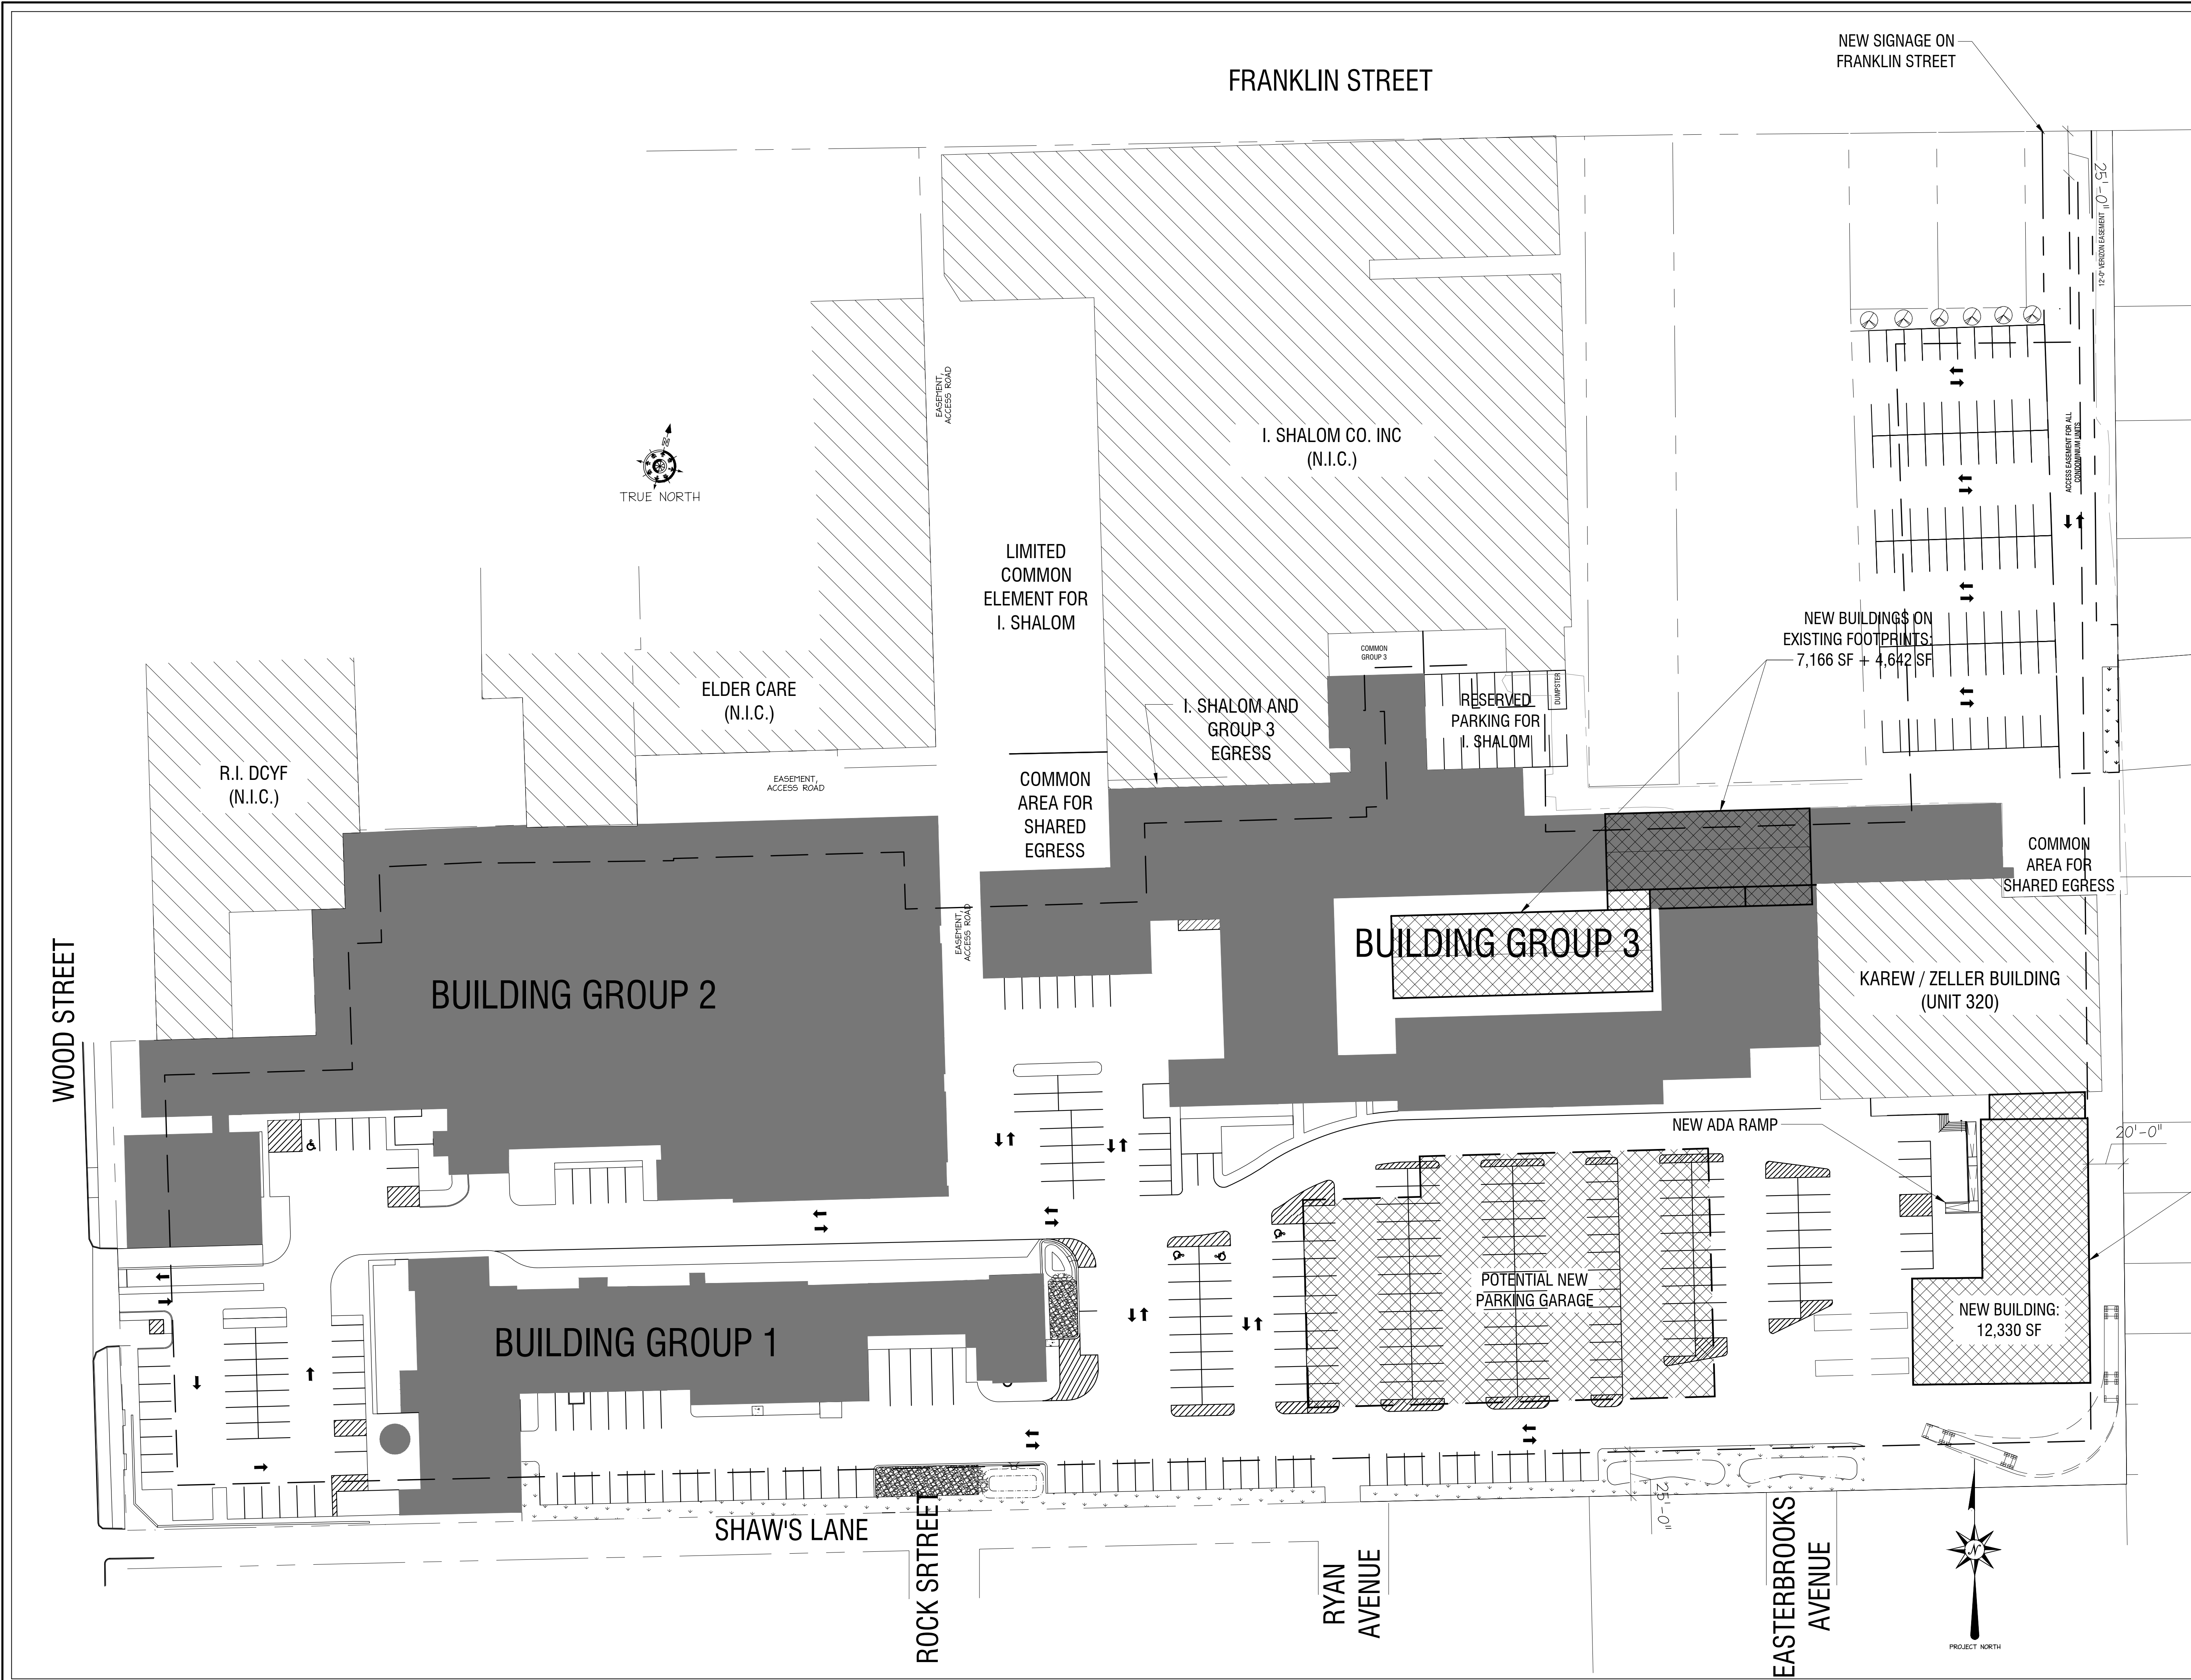 NEW SIGNAGE ON
FRANKLIN STREET
FRANKLIN STREET
25'-0"
12'-0" VERIZON EASEMENT
EASEMENT,
ACCESS ROAD
I. SHALOM CO. INC
(N.I.C.)
ACCESS EASEMENT FOR ALL
CONDOMINIUM UNITS
N
TRUE NORTH
LIMITED
COMMON
ELEMENT FOR
I. SHALOM
NEW BUILDINGS ON
EXISTING FOOTPRINTS:
7,166 SF + 4,642 SF
COMMON
GROUP 3
ELDER CARE
(N.I.C.)
I. SHALOM AND
GROUP 3
EGRESS
RESERVED
PARKING FOR
I. SHALOM
DUMPSTER
R.I. DCYF
(N.I.C.)
EASEMENT,
ACCESS ROAD
COMMON
AREA FOR
SHARED
EGRESS
COMMON
AREA FOR
SHARED EGRESS
EASEMENT,
ACCESS ROAD
BUILDING GROUP 3
WOOD STREET
BUILDING GROUP 2
KAREW / ZELLER BUILDING
(UNIT 320)
NEW ADA RAMP
20'-0"
POTENTIAL NEW
PARKING GARAGE
NEW BUILDING:
12,330 SF
BUILDING GROUP 1
SHAW'S LANE
ROCK SRTREET
RYAN
AVENUE
25'-0"
EASTERBROOKS
AVENUE
N
PROJECT NORTH